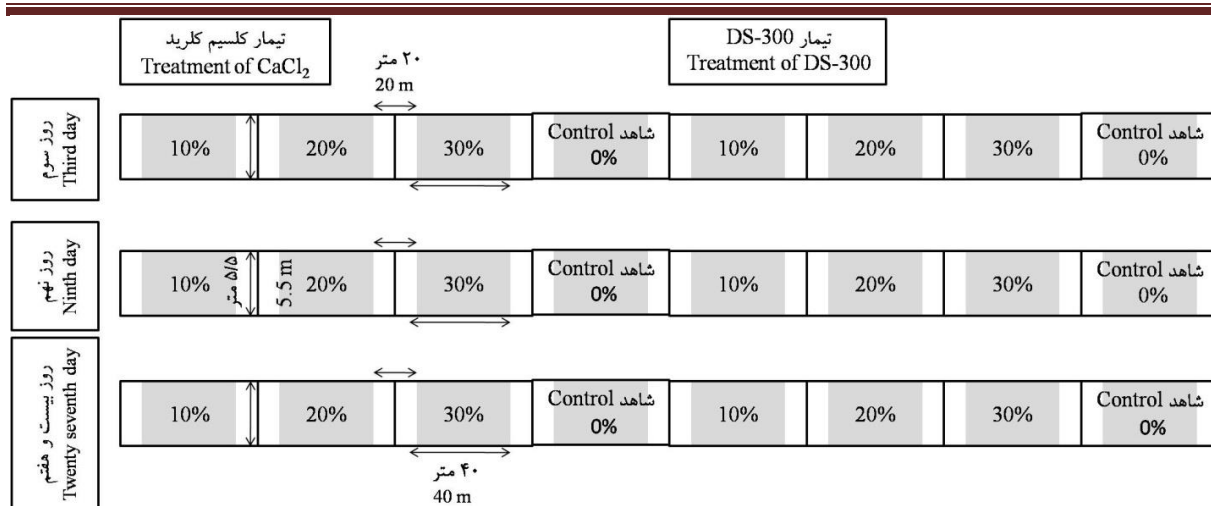 تیمار کلسیم کلرید
Treatment of CaCl₂
۲۰ متر
20 m
تیمار DS-300
Treatment of DS-300
روز سوم
Third day
10%
20%
30%
Control شاهد
0%
10%
20%
30%
Control شاهد
0%
روز نهم
Ninth day
10%
۵/۵ متر
5.5 m
20%
30%
Control شاهد
0%
10%
20%
30%
Control شاهد
0%
روز بیست و هفتم
Twenty seventh day
10%
20%
30%
Control شاهد
0%
10%
20%
30%
Control شاهد
0%
۴۰ متر
40 m